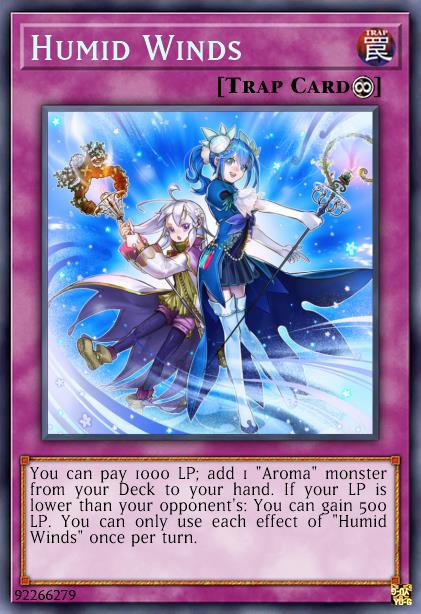 Humid Winds
TRAP
罠
[Trap Card]
You can pay 1000 LP; add 1 "Aroma" monster
from your Deck to your hand. If your LP is
lower than your opponent's: You can gain 500
LP. You can only use each effect of "Humid
Winds" once per turn.
92266279